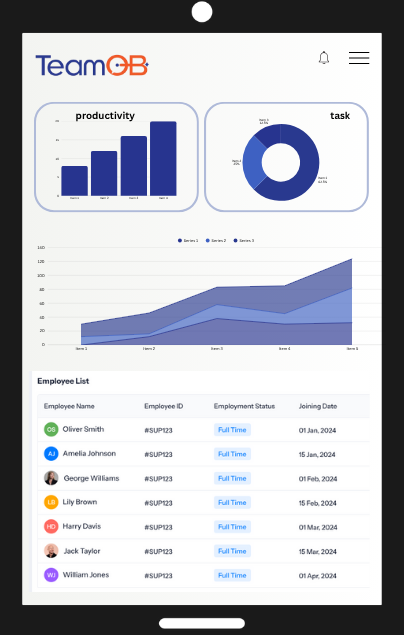 TeamOB
productivity
task
20
15
10
5
0
Item 1 Item 2 Item 3 Item 4
Series 1 Series 2 Series 3
140
120
100
80
60
40
20
0
Item 1 Item 2 Item 3 Item 4 Item 5
Employee List
Employee Name Employee ID Employment Status Joining Date
OS Oliver Smith #SUP123 Full Time 01 Jan, 2024
AJ Amelia Johnson #SUP123 Full Time 15 Jan, 2024
George Williams #SUP123 Full Time 01 Feb, 2024
LB Lily Brown #SUP123 Full Time 15 Feb, 2024
HD Harry Davis #SUP123 Full Time 01 Mar, 2024
Jack Taylor #SUP123 Full Time 15 Mar, 2024
WJ William Jones #SUP123 Full Time 01 Apr, 2024